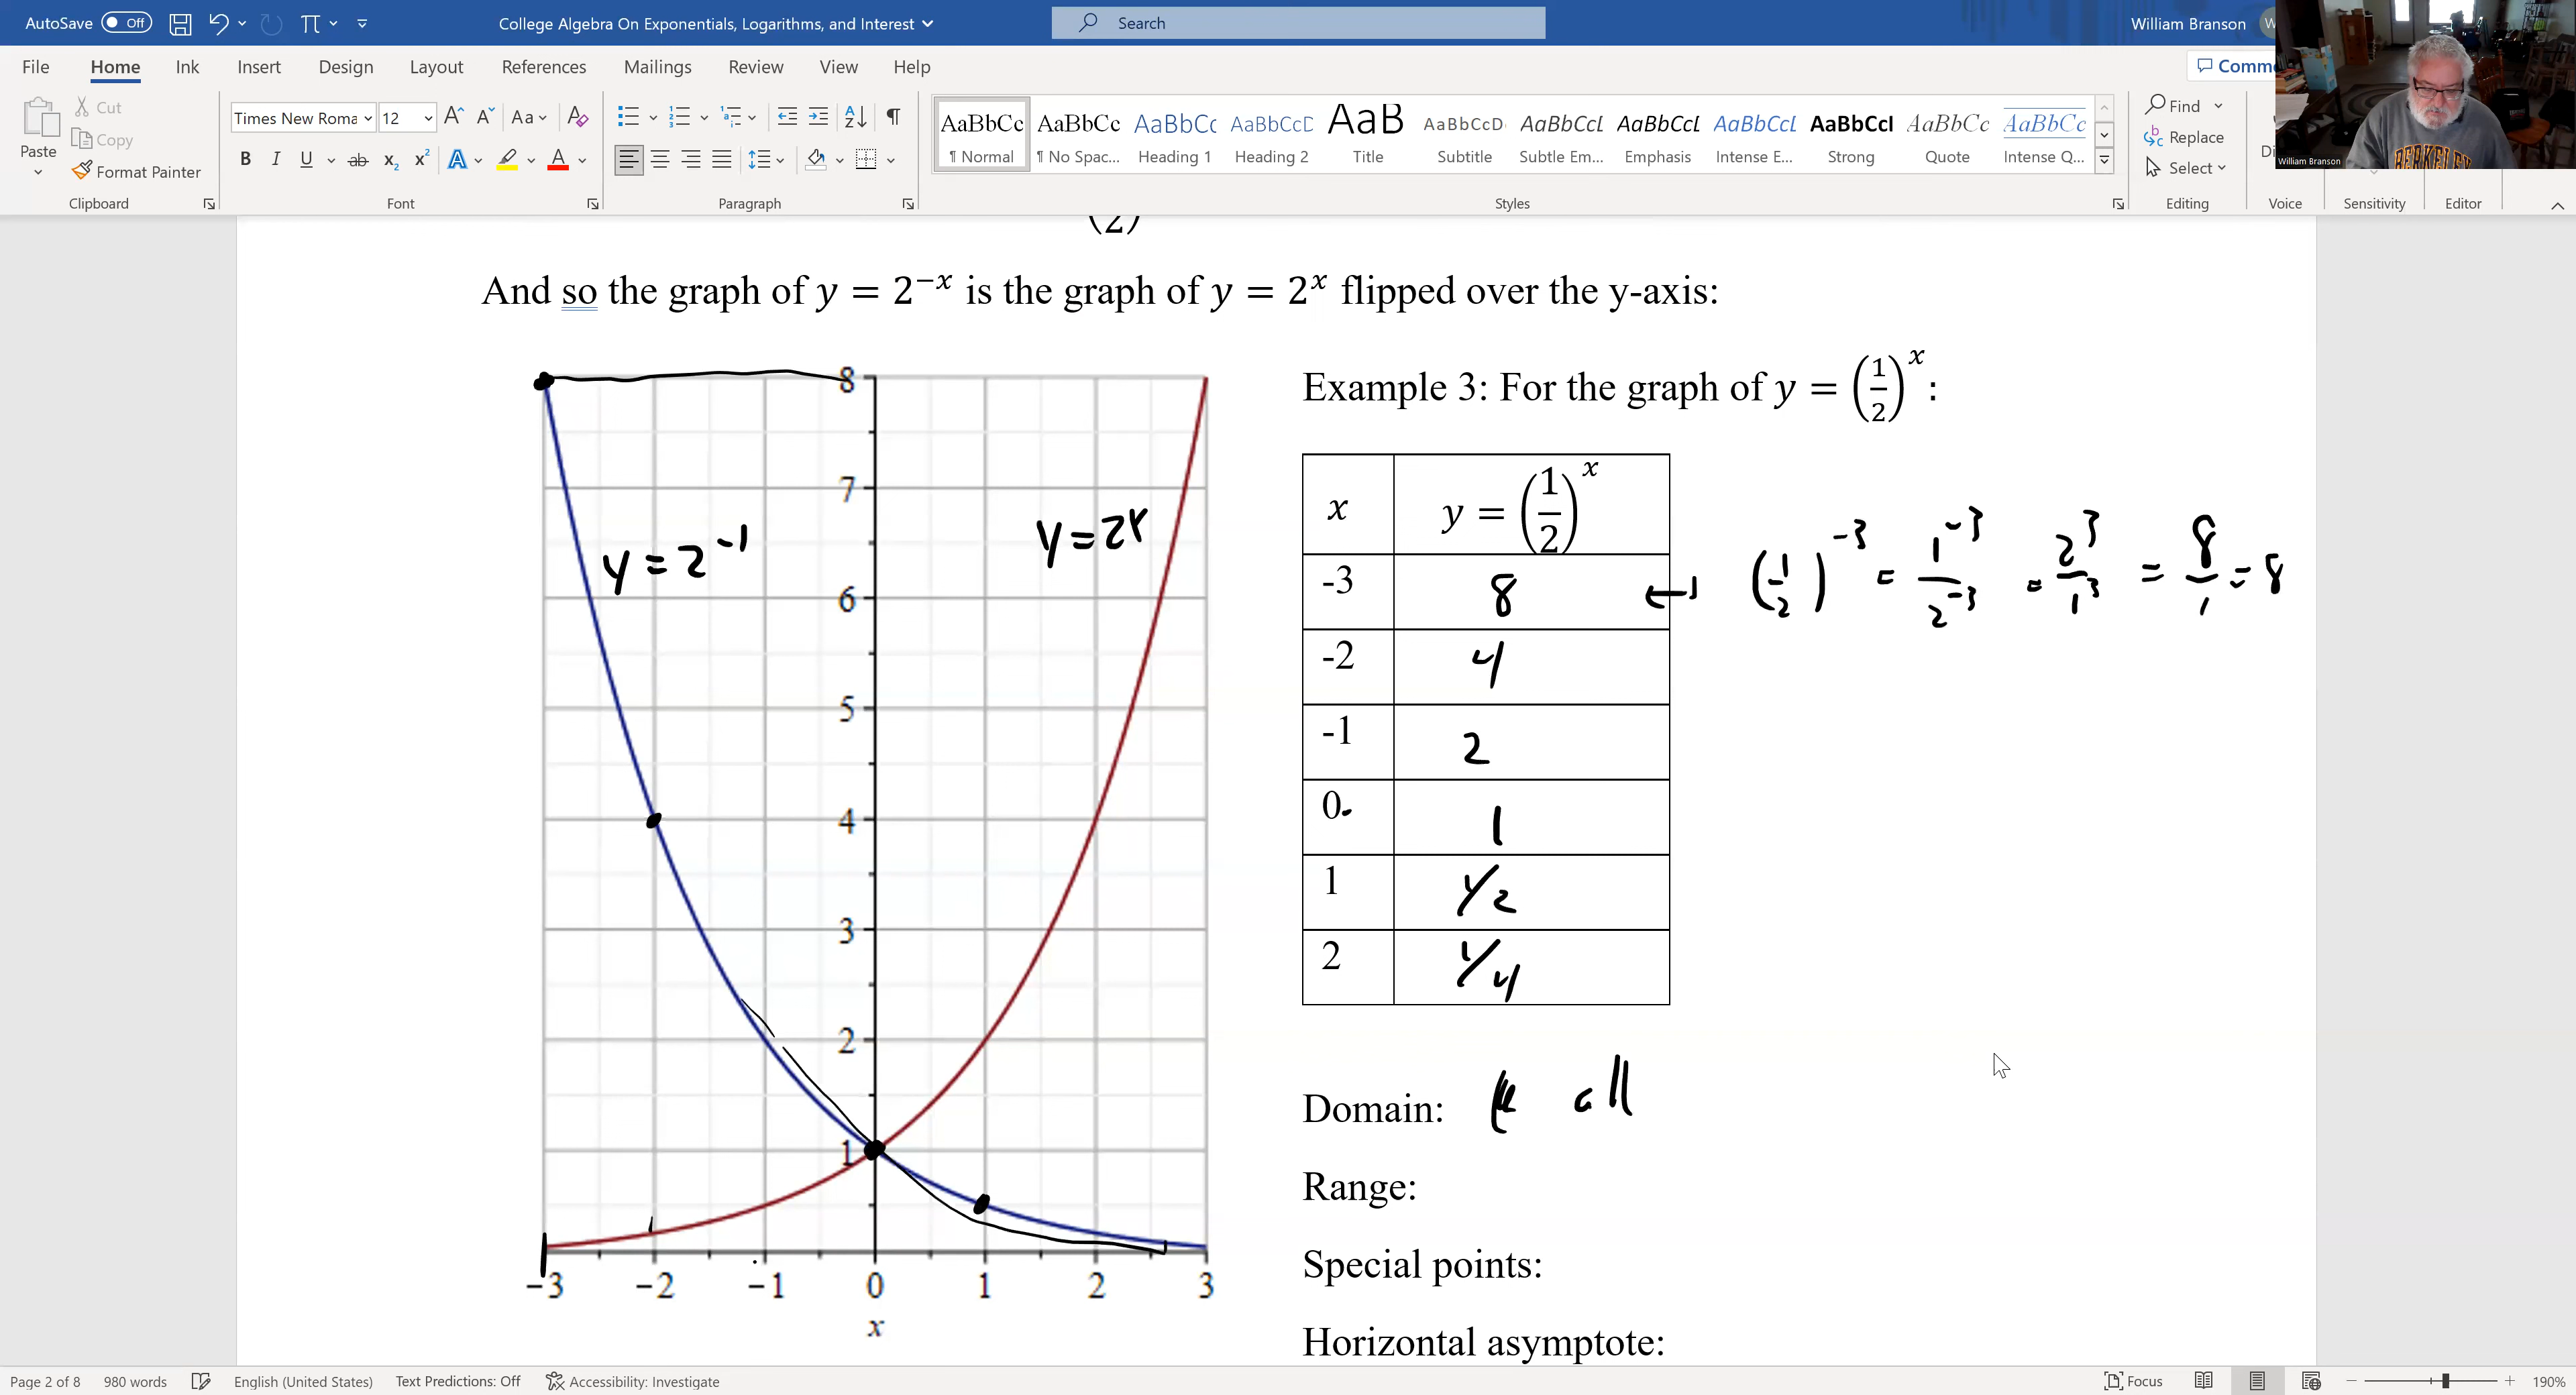 AutoSave Off College Algebra On Exponentials, Logarithms, and Interest Search William Branson
File Home Ink Insert Design Layout References Mailings Review View Help
Paste Cut Copy Format Painter
Clipboard
Times New Roma 12
Font
Paragraph
AaBbCc AaBbCc AaBbCc AaBbCcD AaB AaBbCcD AaBbCcL AaBbCcL AaBbCcL AaBbCcl AaBbCc AaBbCc
¶ Normal ¶ No Spac... Heading 1 Heading 2 Title Subtitle Subtle Em... Emphasis Intense E... Strong Quote Intense Q...
Styles
Find
Replace
Select
Editing Voice Sensitivity Editor
William Branson
BERKELEY
(2)
And so the graph of y = 2⁻ˣ is the graph of y = 2ˣ flipped over the y-axis:
Example 3: For the graph of y = (1/2)ˣ:
y = 2⁻¹
y = 2ˣ
8
7
6
5
4
3
2
1
-3 -2 -1 0 1 2 3
x
x y = (1/2)ˣ
-3 8 (1/2)⁻³ = 1⁻³/2⁻³ = 2³/1³ = 8/1 = 8
-2 4
-1 2
0 1
1 1/2
2 1/4
Domain: all
Range:
Special points:
Horizontal asymptote:
Page 2 of 8 980 words English (United States) Text Predictions: Off Accessibility: Investigate Focus 190%